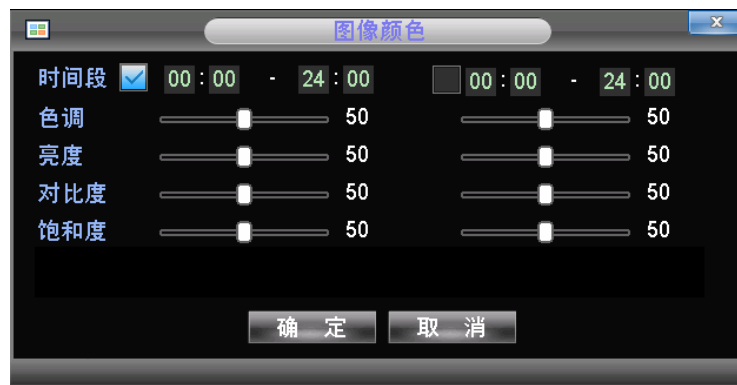 图像颜色
x
时间段 00:00 - 24:00 00:00 - 24:00
色调 50 50
亮度 50 50
对比度 50 50
饱和度 50 50
确 定 取 消